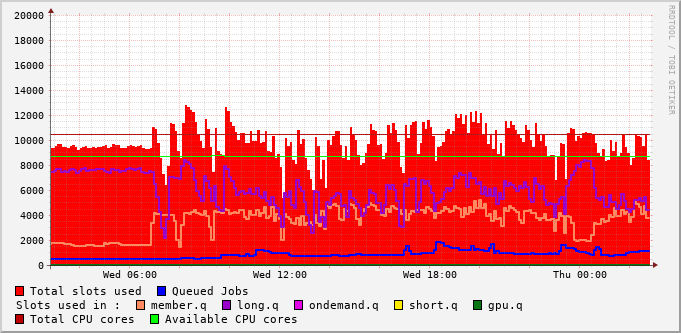 20000
18000
16000
14000
12000
10000
8000
6000
4000
2000
0
Wed 06:00 Wed 12:00 Wed 18:00 Thu 00:00
RRDTOOL / TOBI OETIKER
Total slots used Queued Jobs
Slots used in : member.q long.q ondemand.q short.q gpu.q
Total CPU cores Available CPU cores